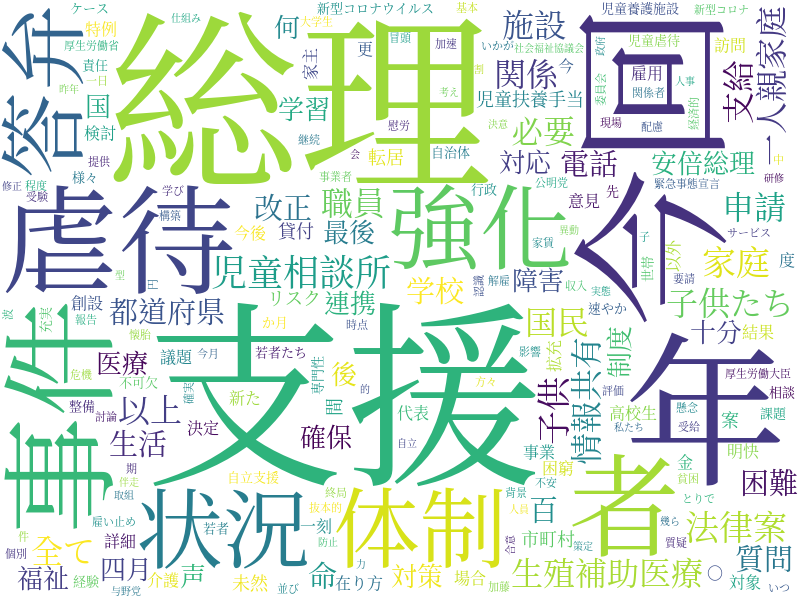 総理
支援
今回
年
虐待
強化
事件
答弁
状況
体制
者
児童相談所
生殖補助医療
法律案
都道府県
情報共有
子供たち
安倍総理
一人親家庭
児童扶養手当
施設
関係
学習
必要
対応
電話
職員
改正
最後
申請
家庭
支給
障害
学校
連携
国民
制度
子供
十分
困難
質問
生活
以上
医療
確保
福祉
全て
四月
声
命
在り方
対策
百
市町村
後
間
何
国
転居
貸付
今後
リスク
創設
議題
若者たち
新た
決定
代表
事業
困窮
高校生
案
明快
金
対象
場合
介護
未然
詳細
整備
自立支援
一刻
雇用
関係者
委員会
人事
経済的
現場
配慮
児童虐待
児童養護施設
新型コロナウイルス
新型コロナ
社会福祉協議会
政府
訪問
緊急事態宣言
公明党
行政
意見
先
自治体
事業者
慰労
加速
考え
冒頭
基本
大学生
仕組み
ケース
特例
厚生労働省
責任
一日
昨年
検討
提供
様々
修正
程度
受験
学び
構築
家主
更
今
いかが
継続
会
割
中
研修
サービス
以外
世帯
子
度
要請
異動
家賃
解雇
認識
収入
実態
速やか
結果
厚生労働大臣
相談
課題
懸念
私たち
受給
評価
影響
拡充
方々
専門性
時点
か月
今月
的
確実
懐胎
不可欠
危機
討論
報告
充実
波
型
円
期
伴走
取組
件
個別
経験
与野党
雇い止め
若者
並び
防止
抜本的
終局
背景
不安
自立
力
加藤
合意
人員
策定
質疑
幾ら
とりで
貧困
いつ
決意
○